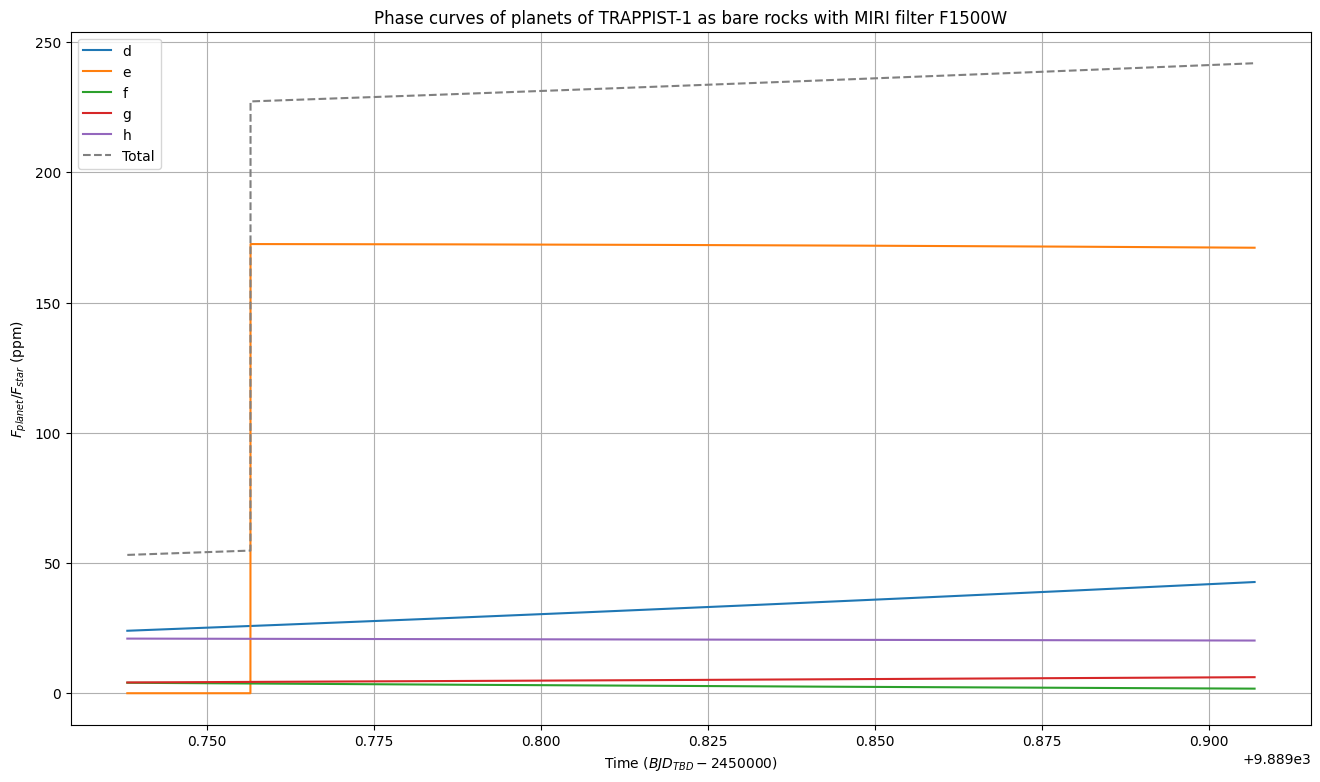 Phase curves of planets of TRAPPIST-1 as bare rocks with MIRI filter F1500W
d
e
f
g
h
Total
250
200
150
100
50
0
F_planet/F_star (ppm)
0.750 0.775 0.800 0.825 0.850 0.875 0.900
+9.889e3
Time (BJD_TBD − 2450000)